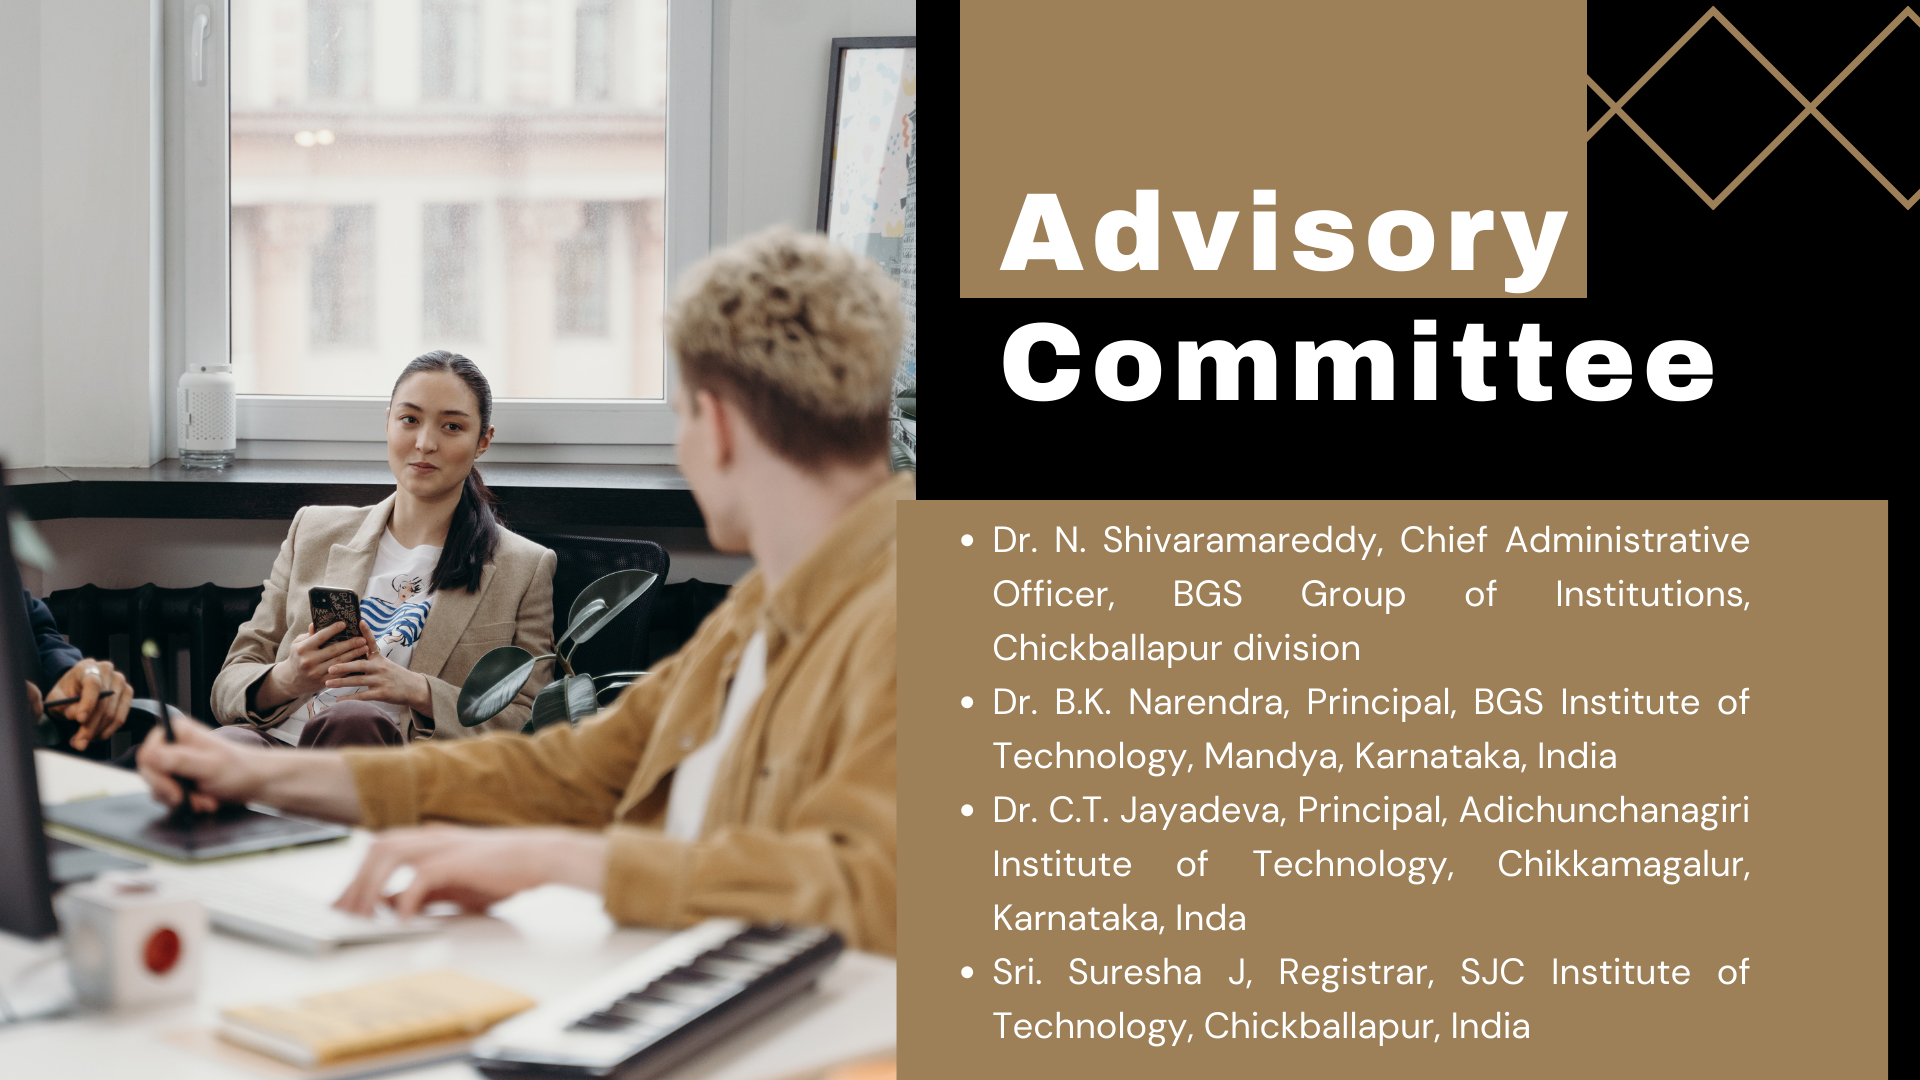 Advisory
Committee
• Dr. N. Shivaramareddy, Chief Administrative
Officer, BGS Group of Institutions,
Chickballapur division
• Dr. B.K. Narendra, Principal, BGS Institute of
Technology, Mandya, Karnataka, India
• Dr. C.T. Jayadeva, Principal, Adichunchanagiri
Institute of Technology, Chikkamagalur,
Karnataka, Inda
• Sri. Suresha J, Registrar, SJC Institute of
Technology, Chickballapur, India